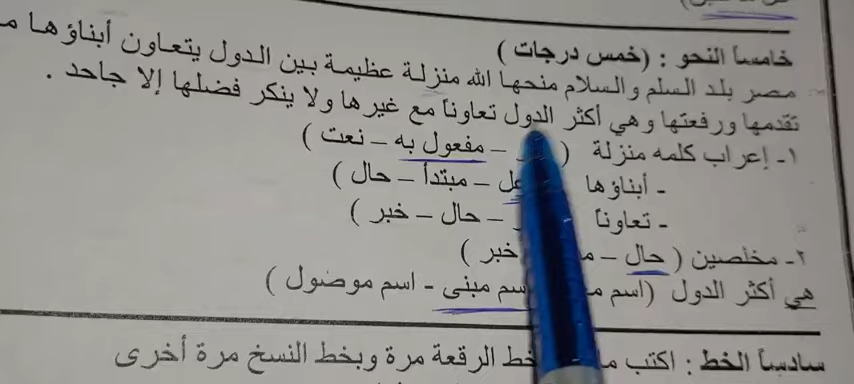 خامساً النحو : (خمس درجات )
مصر بلد السلم والسلام منحها الله منزلة عظيمة بين الدول يتعاون أبناؤها
تقدمها ورفعتها وهي أكثر الدول تعاوناً مع غيرها ولا ينكر فضلها إلا جاحد .
١- إعراب كلمه منزلة ( – مفعول به – نعت )
- أبناؤها – مبتدأ – حال )
- تعاوناً – حال – خبر )
٢- مخلصين ( حال – خبر )
هي أكثر الدول (اسم مبنى - اسم موصول )
سادساً الخط : اكتب خط الرقعة مرة وبخط النسخ مرة أخرى